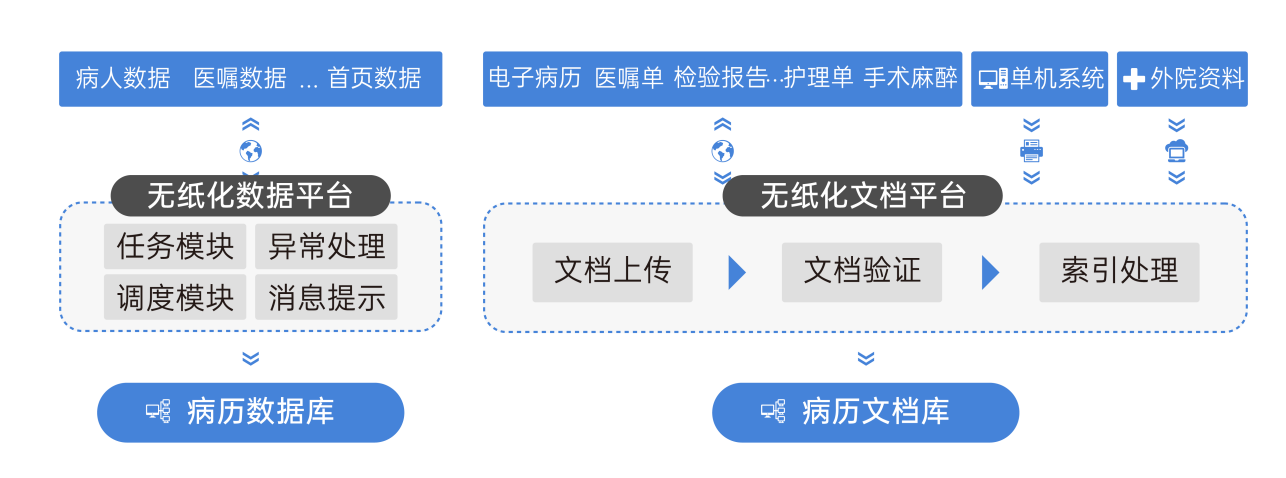 病人数据 医嘱数据 … 首页数据
电子病历 医嘱单 检验报告…护理单 手术麻醉
单机系统
外院资料
无纸化数据平台
任务模块 异常处理
调度模块 消息提示
病历数据库
无纸化文档平台
文档上传 文档验证 索引处理
病历文档库